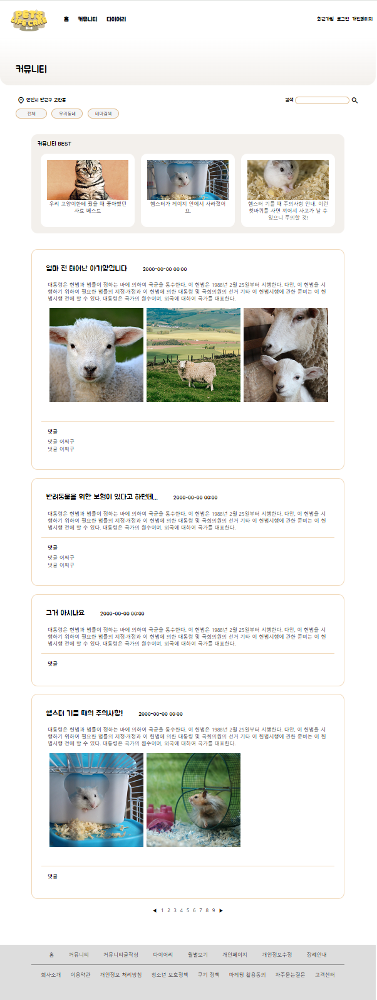 PET'S
LIFE CARE
홈 커뮤니티 다이어리
회원가입 로그인 개인페이지
커뮤니티
안산시 단원구 고잔동
검색
전체 우리동네 테마검색
커뮤니티 BEST
우리 고양이한테 줬을 때 좋아했던
사료 베스트
햄스터가 케이지 안에서 사라졌어
요.
햄스터 기를 때 주의사항 안내. 이런
쳇바퀴를 사면 끼어서 사고가 날 수
있으니 주의할 것!
얼마 전 태어난 아기양입니다 2000-00-00 00:00
대통령은 헌법과 법률이 정하는 바에 의하여 국군을 통수한다. 이 헌법은 1988년 2월 25일부터 시행한다. 다만, 이 헌법을 시
행하기 위하여 필요한 법률의 제정·개정과 이 헌법에 의한 대통령 및 국회의원의 선거 기타 이 헌법시행에 관한 준비는 이 헌
법시행 전에 할 수 있다. 대통령은 국가의 원수이며, 외국에 대하여 국가를 대표한다.
댓글
댓글 어쩌구
댓글 어쩌구
반려동물을 위한 보험이 있다고 하던데... 2000-00-00 00:00
대통령은 헌법과 법률이 정하는 바에 의하여 국군을 통수한다. 이 헌법은 1988년 2월 25일부터 시행한다. 다만, 이 헌법을 시
행하기 위하여 필요한 법률의 제정·개정과 이 헌법에 의한 대통령 및 국회의원의 선거 기타 이 헌법시행에 관한 준비는 이 헌
법시행 전에 할 수 있다. 대통령은 국가의 원수이며, 외국에 대하여 국가를 대표한다.
댓글
댓글 어쩌구
댓글 어쩌구
그거 아시나요 2000-00-00 00:00
대통령은 헌법과 법률이 정하는 바에 의하여 국군을 통수한다. 이 헌법은 1988년 2월 25일부터 시행한다. 다만, 이 헌법을 시
행하기 위하여 필요한 법률의 제정·개정과 이 헌법에 의한 대통령 및 국회의원의 선거 기타 이 헌법시행에 관한 준비는 이 헌
법시행 전에 할 수 있다. 대통령은 국가의 원수이며, 외국에 대하여 국가를 대표한다.
댓글
햄스터 기를 때의 주의사항! 2000-00-00 00:00
대통령은 헌법과 법률이 정하는 바에 의하여 국군을 통수한다. 이 헌법은 1988년 2월 25일부터 시행한다. 다만, 이 헌법을 시
행하기 위하여 필요한 법률의 제정·개정과 이 헌법에 의한 대통령 및 국회의원의 선거 기타 이 헌법시행에 관한 준비는 이 헌
법시행 전에 할 수 있다. 대통령은 국가의 원수이며, 외국에 대하여 국가를 대표한다.
댓글
◀ 1 2 3 4 5 6 7 8 9 ▶
홈 커뮤니티 커뮤니티글작성 다이어리 월별보기 개인페이지 개인정보수정 장례안내
회사소개 이용약관 개인정보 처리방침 청소년 보호정책 쿠키 정책 마케팅 활용동의 자주묻는질문 고객센터